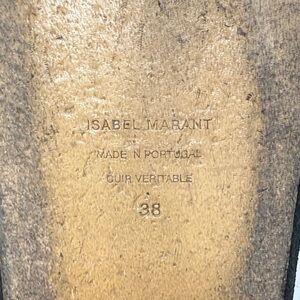 ISABEL MARANT
MADE IN PORTUGAL
CUIR VERITABLE
38